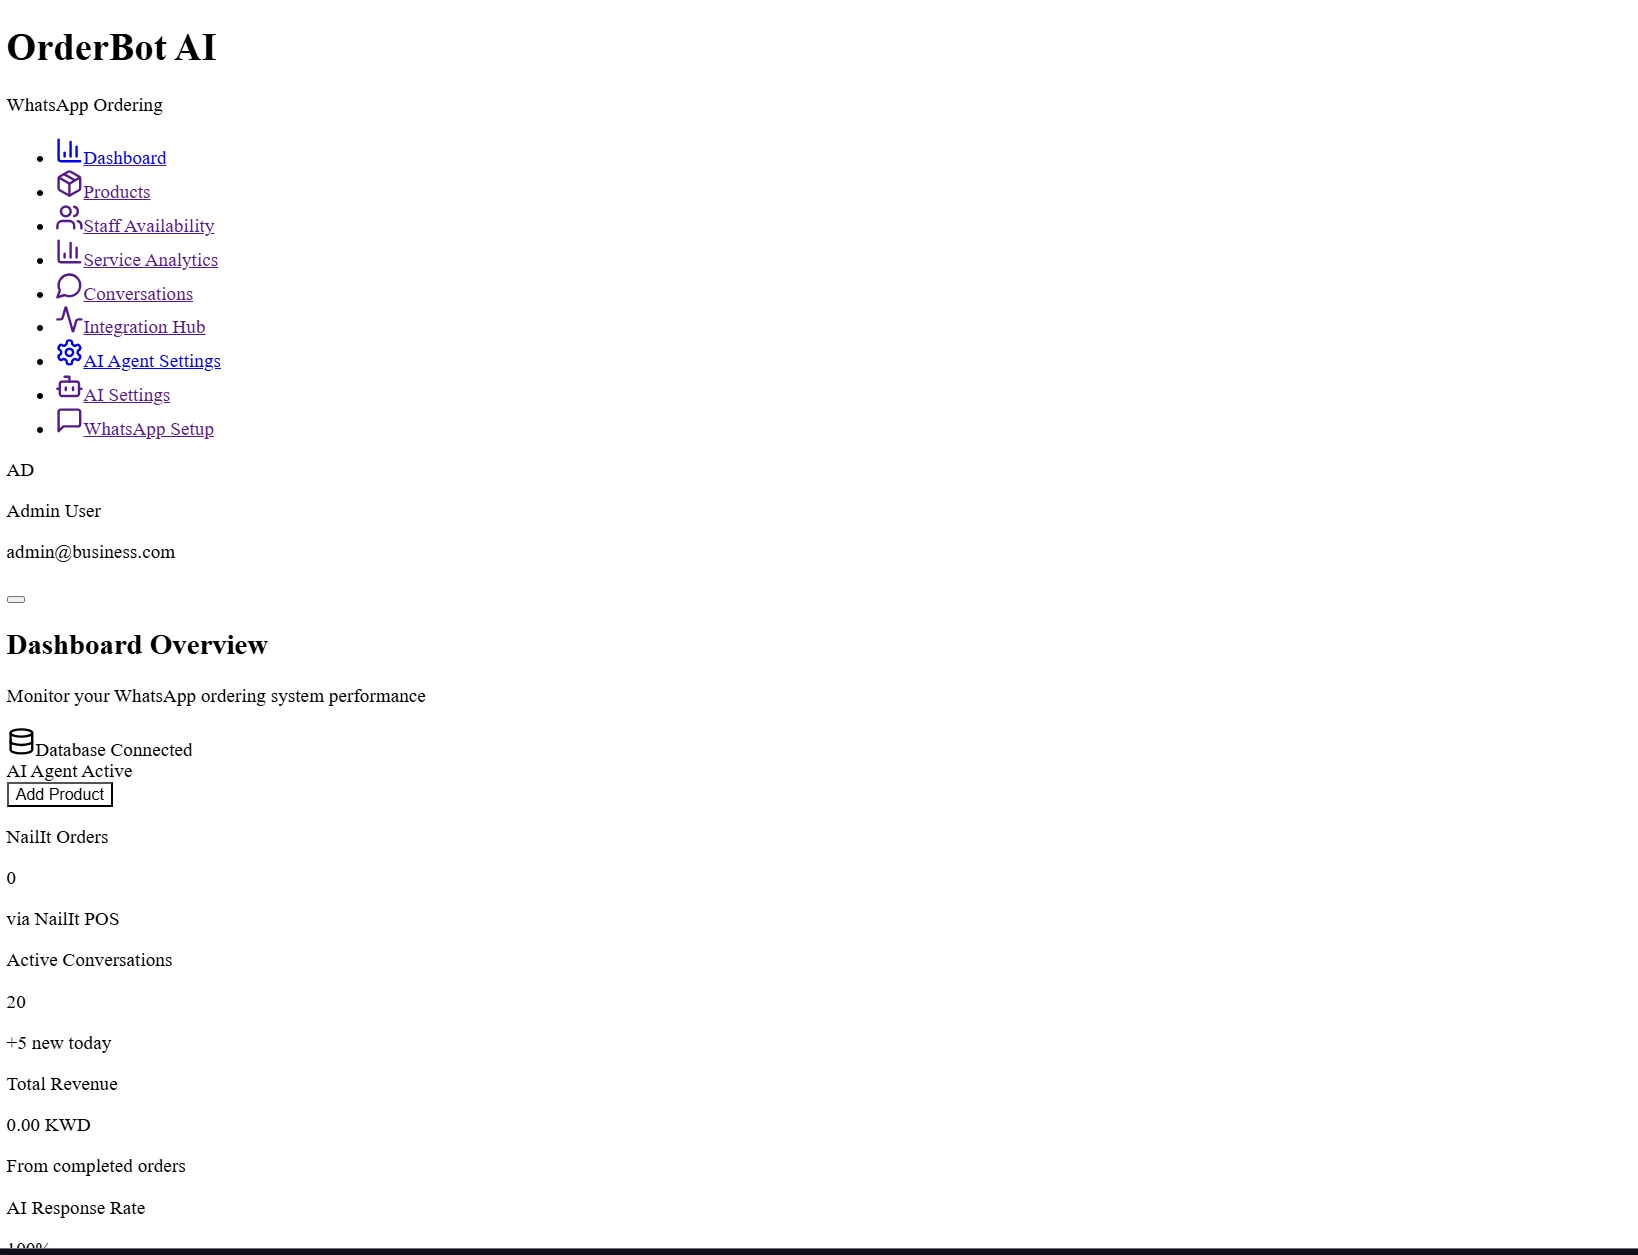 OrderBot AI
WhatsApp Ordering
Dashboard
Products
Staff Availability
Service Analytics
Conversations
Integration Hub
AI Agent Settings
AI Settings
WhatsApp Setup
AD
Admin User
admin@business.com
Dashboard Overview
Monitor your WhatsApp ordering system performance
Database Connected
AI Agent Active
Add Product
NailIt Orders
0
via NailIt POS
Active Conversations
20
+5 new today
Total Revenue
0.00 KWD
From completed orders
AI Response Rate
100%